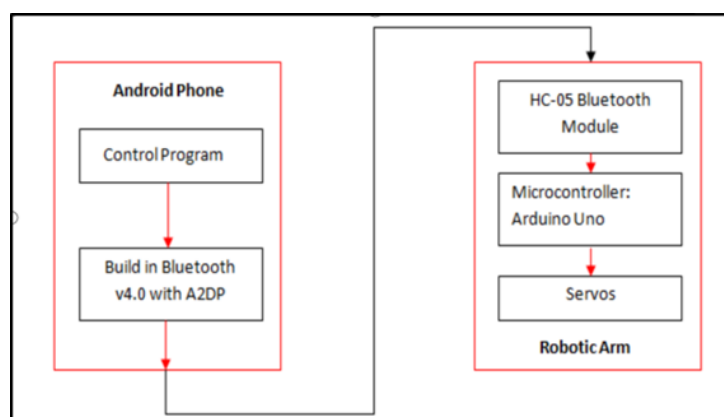 Android Phone
Control Program
Build in Bluetooth
v4.0 with A2DP
HC-05 Bluetooth
Module
Microcontroller:
Arduino Uno
Servos
Robotic Arm